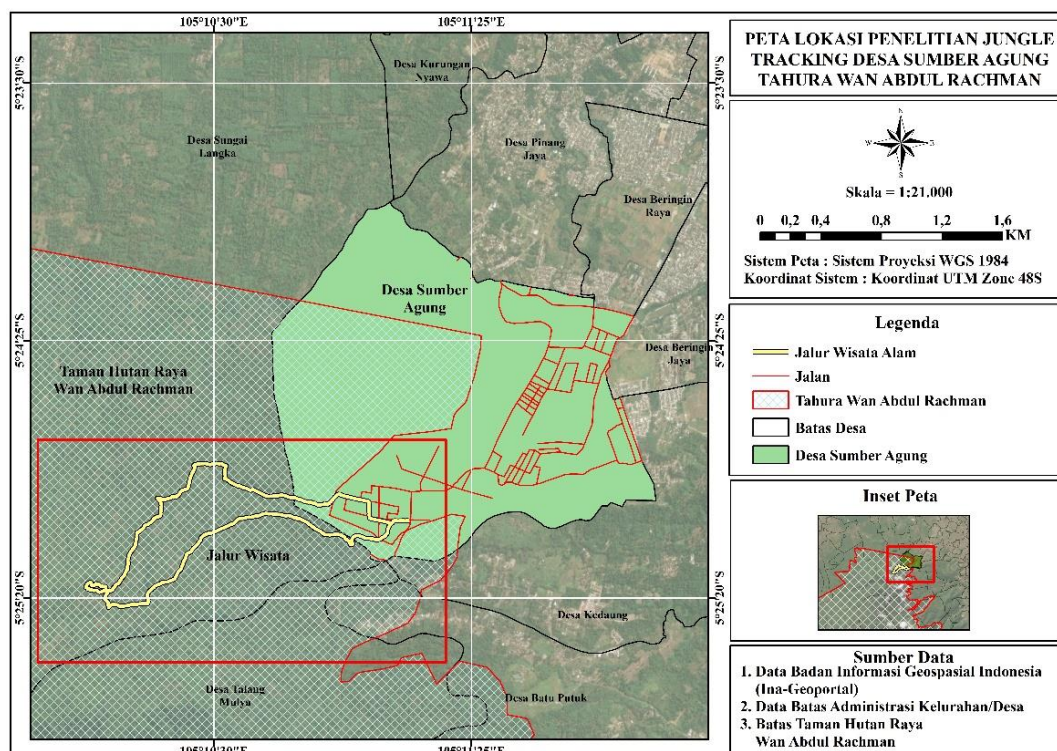 105°10'30"E
105°11'25"E
5°23'30"S
5°24'25"S
5°25'20"S
5°23'30"S
5°24'25"S
5°25'20"S
105°10'30"E
105°11'25"E
Desa Kurungan
Nyawa
Desa Sungai
Langka
Desa Pinang
Jaya
Desa Beringin
Raya
Desa Sumber
Agung
Desa Beringin
Jaya
Taman Hutan Raya
Wan Abdul Rachman
Jalur Wisata
Desa Kedaung
Desa Talang
Mulya
Desa Batu Putuk
PETA LOKASI PENELITIAN JUNGLE
TRACKING DESA SUMBER AGUNG
TAHURA WAN ABDUL RACHMAN
N
W
E
S
Skala = 1:21.000
0 0,2 0,4 0,8 1,2 1,6
KM
Sistem Peta : Sistem Proyeksi WGS 1984
Koordinat Sistem : Koordinat UTM Zone 48S
Legenda
Jalur Wisata Alam
Jalan
Tahura Wan Abdul Rachman
Batas Desa
Desa Sumber Agung
Inset Peta
Sumber Data
1. Data Badan Informasi Geospasial Indonesia
(Ina-Geoportal)
2. Data Batas Administrasi Kelurahan/Desa
3. Batas Taman Hutan Raya
Wan Abdul Rachman